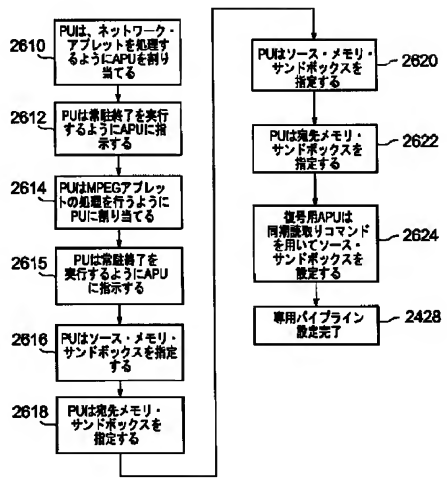 2610
PUは、ネットワーク・
アプレットを処理す
るようにAPUを割り
当てる
2612
PUは常駐終了を実行
するようにAPUに指
示する
2614
PUはMPEGアプレッ
トの処理を行うように
PUに割り当てる
2615
PUは常駐終了を
実行するようにAPU
に指示する
2616
PUはソース・メモリ・
サンドボックスを指定
する
2618
PUは宛先メモリ・
サンドボックスを
指定する
PUはソース・メモリ・
サンドボックスを
指定する
2620
PUは宛先メモリ・
サンドボックスを
指定する
2622
復号用APUは
同期読取りコマンド
を用いてソース・
サンドボックスを
設定する
2624
専用パイプライン
設定完了
2428